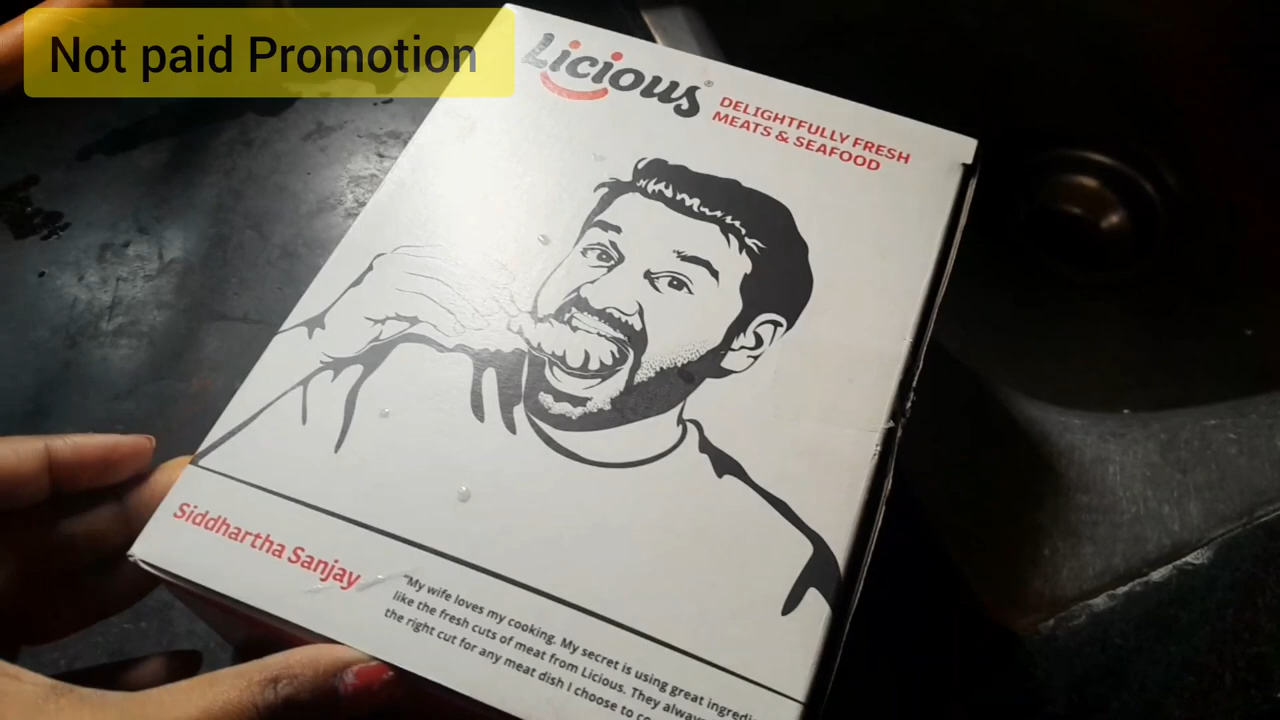 Not paid Promotion
Licious®
DELIGHTFULLY FRESH
MEATS & SEAFOOD
Siddhartha Sanjay
"My wife loves my cooking. My secret is using great
like the fresh cuts of meat from Licious. They
the right cut for any meat dish I choose to